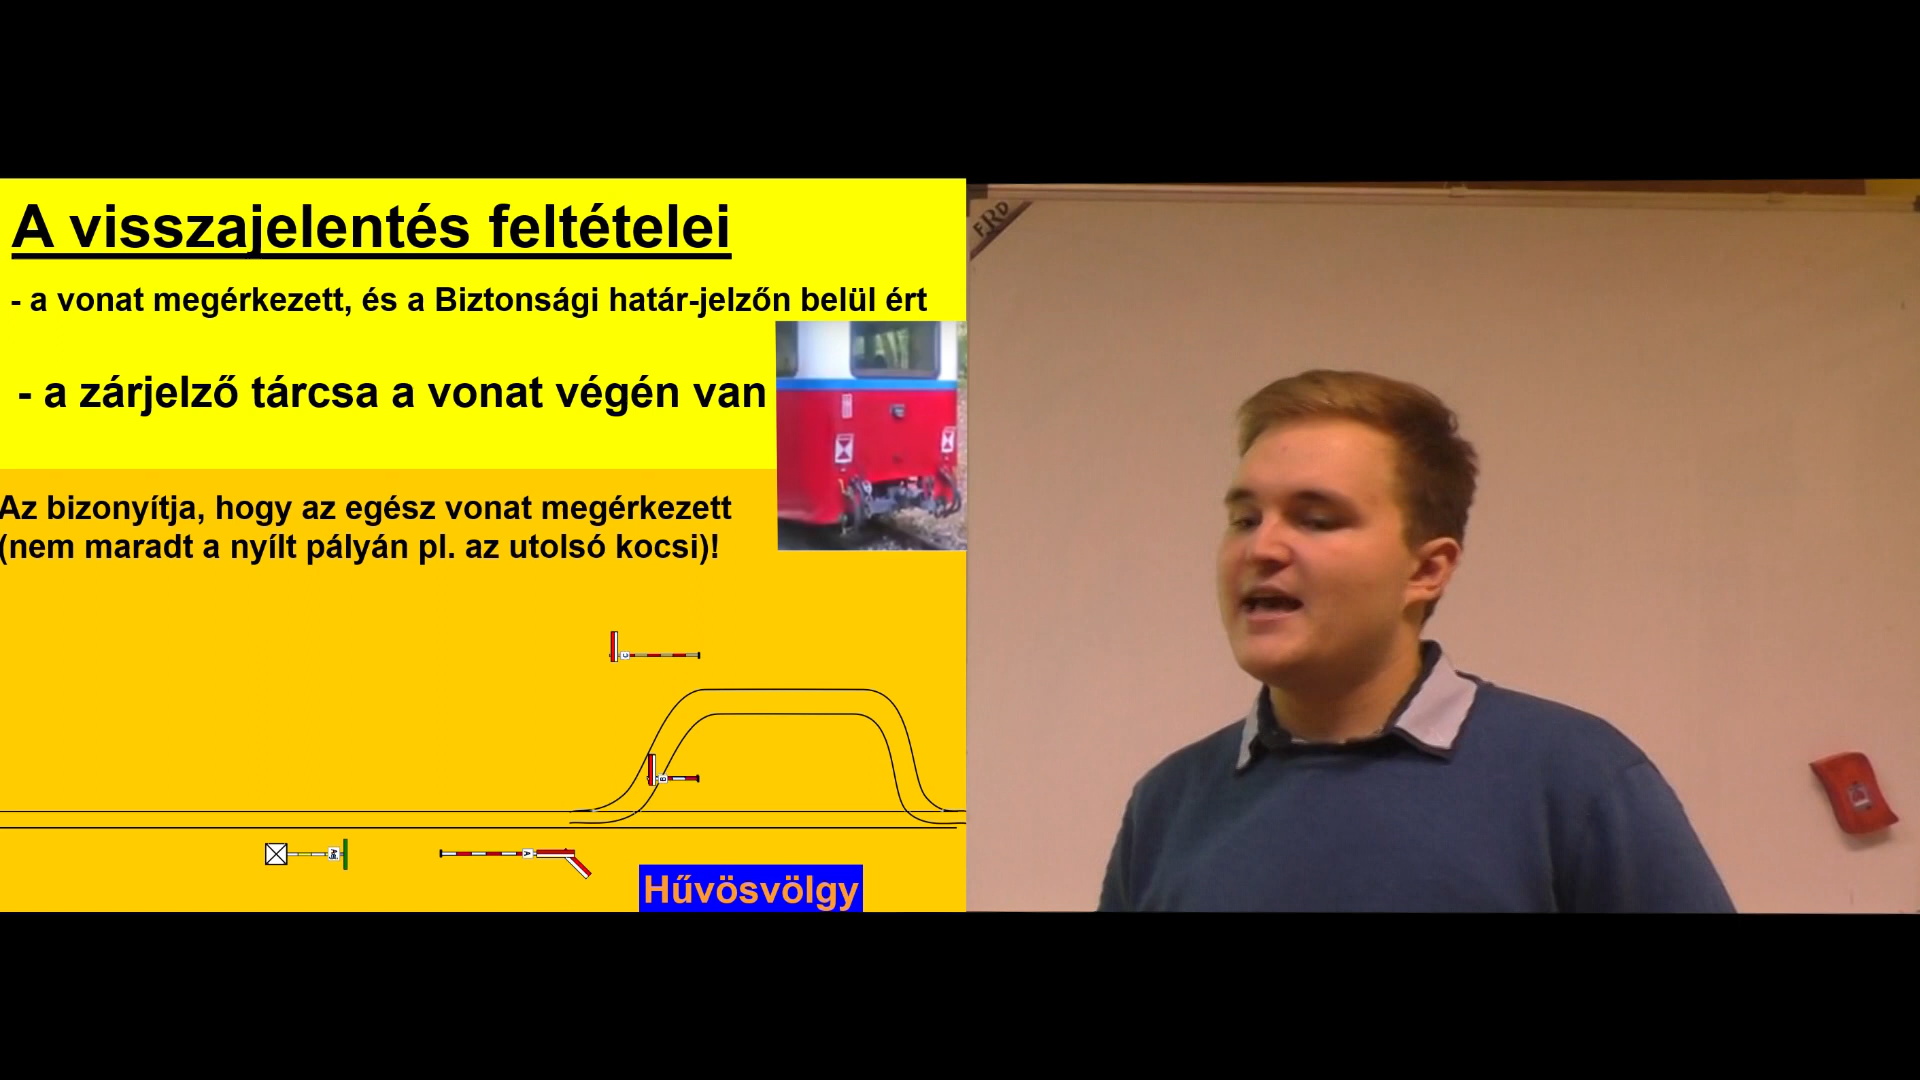 A visszajelentés feltételei
- a vonat megérkezett, és a Biztonsági határ-jelzőn belül ért
- a zárjelző tárcsa a vonat végén van
Az bizonyítja, hogy az egész vonat megérkezett
(nem maradt a nyílt pályán pl. az utolsó kocsi)!
C
B
A
Hűvösvölgy
FRD